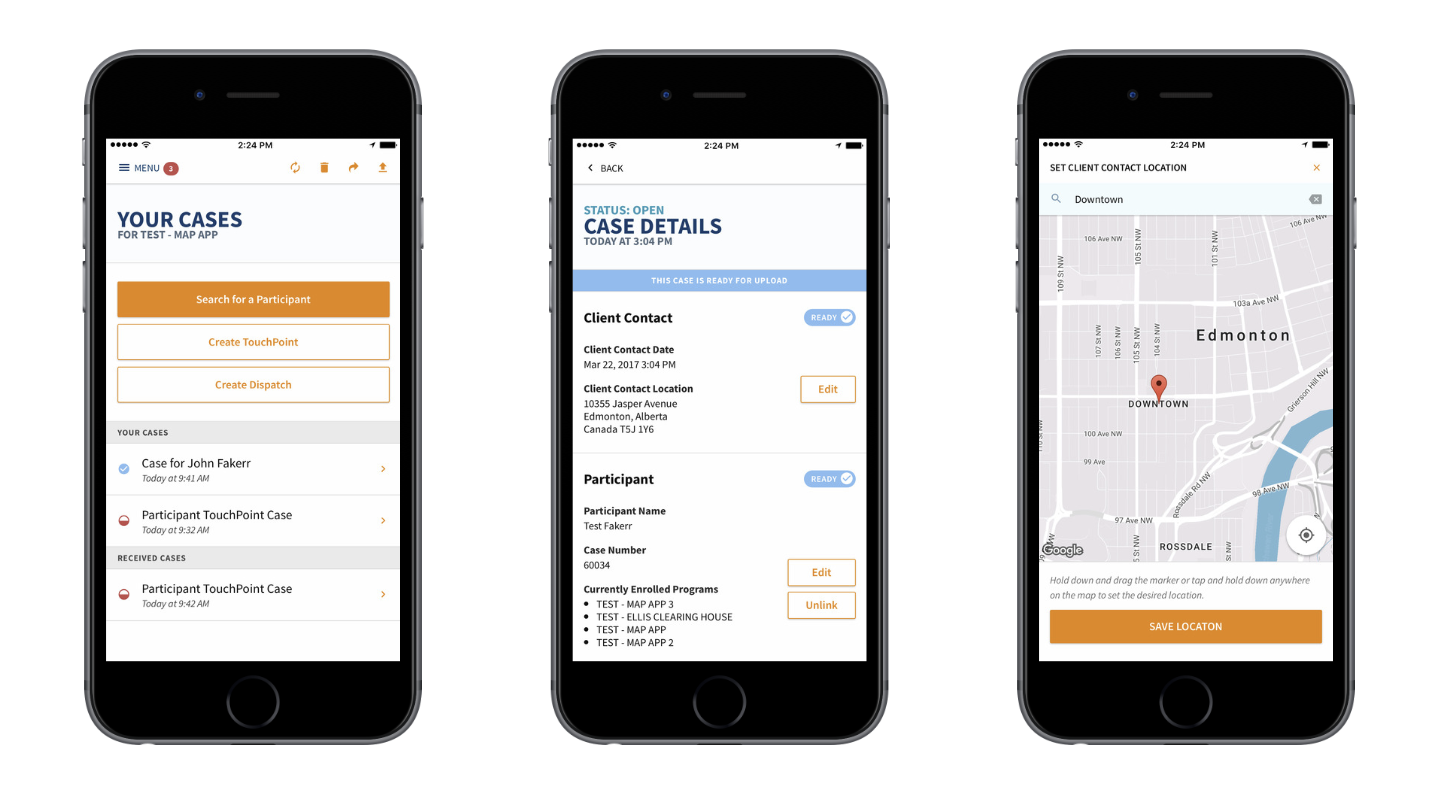 2:24 PM
MENU 3
YOUR CASES
FOR TEST - MAP APP
Search for a Participant
Create TouchPoint
Create Dispatch
YOUR CASES
Case for John Fakerr
Today at 9:41 AM
Participant TouchPoint Case
Today at 9:32 AM
RECEIVED CASES
Participant TouchPoint Case
Today at 9:42 AM
2:24 PM
BACK
STATUS: OPEN
CASE DETAILS
TODAY AT 3:04 PM
THIS CASE IS READY FOR UPLOAD
Client Contact
READY
Client Contact Date
Mar 22, 2017 3:04 PM
Client Contact Location
10355 Jasper Avenue
Edmonton, Alberta
Canada T5J 1Y6
Edit
Participant
READY
Participant Name
Test Fakerr
Case Number
60034
Edit
Currently Enrolled Programs
Unlink
• TEST - MAP APP 3
• TEST - ELLIS CLEARING HOUSE
• TEST - MAP APP
• TEST - MAP APP 2
2:24 PM
SET CLIENT CONTACT LOCATION
Downtown
106 Ave NW
106 Ave NW
105 St NW
101 St NW
109 St NW
103a Ave NW
Edmonton
107 St NW
106 St NW
105 St NW
104 St NW
Grierson Hill NW
DOWNTOWN
100 Ave NW
99 Ave
Rossdale Rd NW
98 Ave NW
97 Ave NW
ROSSDALE
Google
Hold down and drag the marker or tap and hold down anywhere
on the map to set the desired location.
SAVE LOCATON